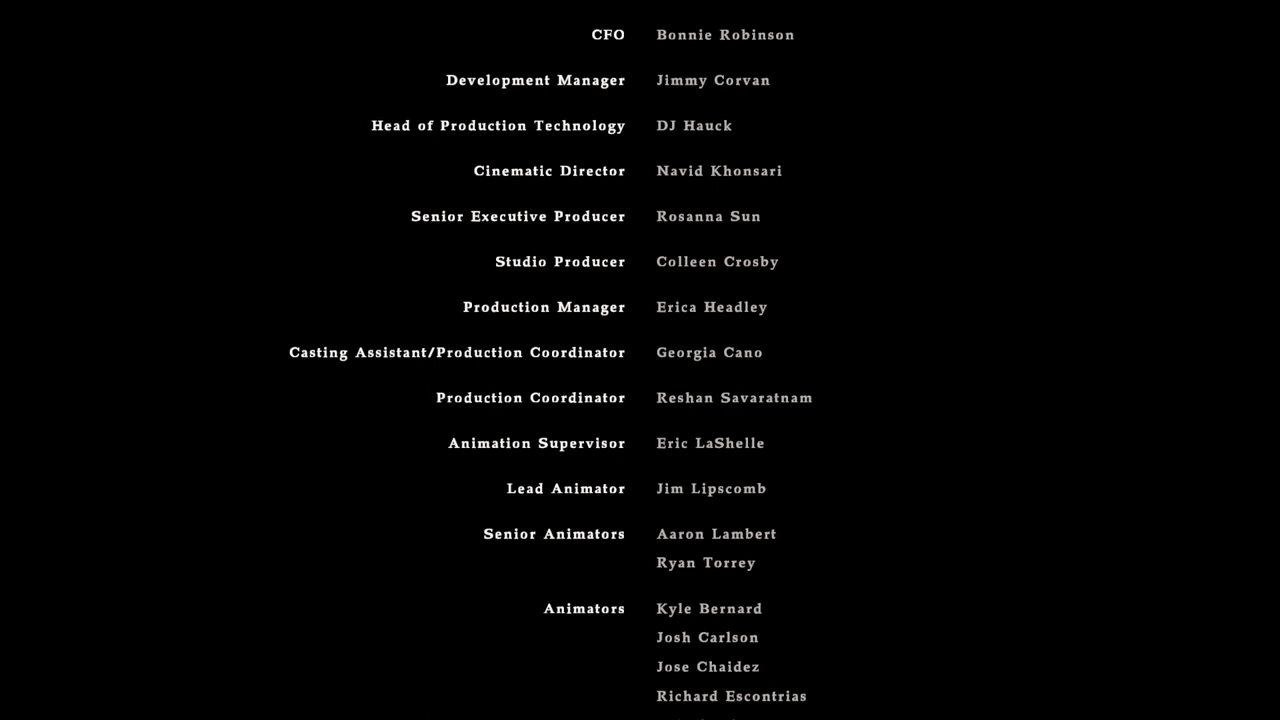 CFO Bonnie Robinson
Development Manager Jimmy Corvan
Head of Production Technology DJ Hauck
Cinematic Director Navid Khonsari
Senior Executive Producer Rosanna Sun
Studio Producer Colleen Crosby
Production Manager Erica Headley
Casting Assistant/Production Coordinator Georgia Cano
Production Coordinator Reshan Savaratnam
Animation Supervisor Eric LaShelle
Lead Animator Jim Lipscomb
Senior Animators Aaron Lambert
Ryan Torrey
Animators Kyle Bernard
Josh Carlson
Jose Chaidez
Richard Escontrias